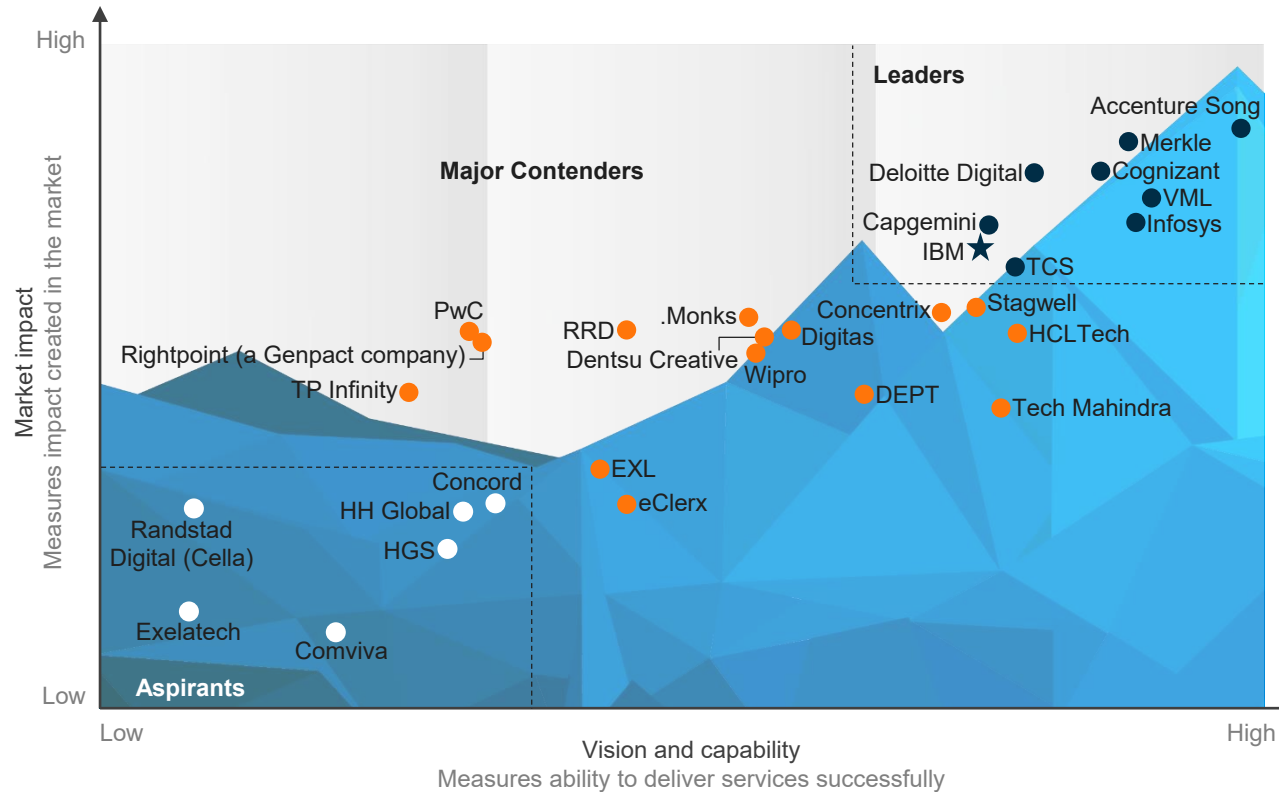 High
Leaders
Accenture Song
Merkle
Major Contenders
Deloitte Digital
Cognizant
VML
Capgemini
Infosys
IBM
TCS
PwC
.Monks
Concentrix
Stagwell
RRD
Digitas
HCLTech
Rightpoint (a Genpact company)
Dentsu Creative
Wipro
TP Infinity
DEPT
Tech Mahindra
EXL
Concord
eClerx
HH Global
Randstad
Digital (Cella)
HGS
Exelatech
Comviva
Aspirants
Market impact
Measures impact created in the market
Low
Low
High
Vision and capability
Measures ability to deliver services successfully